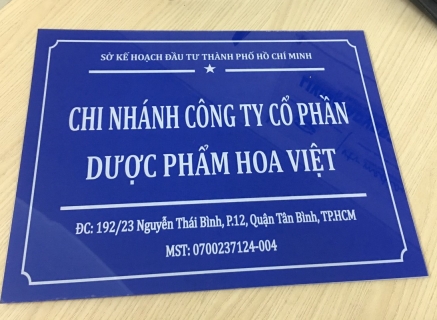 SỞ KẾ HOẠCH ĐẦU TƯ THÀNH PHỐ HỒ CHÍ MINH
CHI NHÁNH CÔNG TY CỔ PHẦN
DƯỢC PHẨM HOA VIỆT
ĐC: 192/23 Nguyễn Thái Bình, P.12, Quận Tân Bình, TP.HCM
MST: 0700237124-004